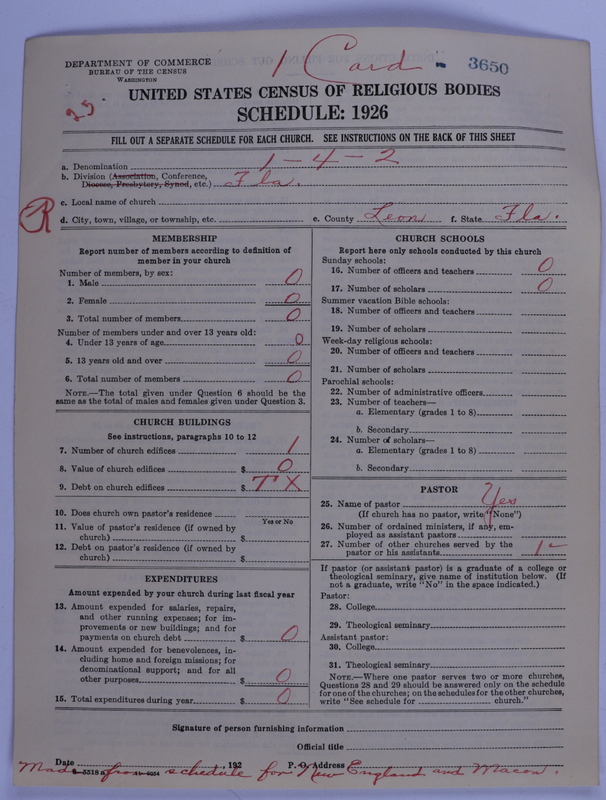 DEPARTMENT OF COMMERCE
BUREAU OF THE CENSUS
WASHINGTON
1 Card
3650
25
UNITED STATES CENSUS OF RELIGIOUS BODIES
SCHEDULE: 1926
FILL OUT A SEPARATE SCHEDULE FOR EACH CHURCH. SEE INSTRUCTIONS ON THE BACK OF THIS SHEET
a. Denomination 1-4-2
b. Division (Association, Conference, Diocese, Presbytery, Synod, etc.) Fla.
c. Local name of church
R
d. City, town, village, or township, etc. e. County Leon f. State Fla.
MEMBERSHIP
Report number of members according to definition of
member in your church
Number of members, by sex:
1. Male 0
2. Female 0
3. Total number of members 0
Number of members under and over 13 years old:
4. Under 13 years of age 0
5. 13 years old and over 0
6. Total number of members 0
NOTE.—The total given under Question 6 should be
same as the total of males and females given under Question 3.
CHURCH BUILDINGS
See instructions, paragraphs 10 to 12
7. Number of church edifices 1
8. Value of church edifices $ 0
9. Debt on church edifices $ T X
10. Does church own pastor's residence
Yes or No
11. Value of pastor's residence (if owned by
church) $
12. Debt on pastor's residence (if owned by
church) $
EXPENDITURES
Amount expended by your church during last fiscal year
13. Amount expended for salaries, repairs,
and other running expenses; for im-
provements or new buildings; and for
payments on church debt $ 0
14. Amount expended for benevolences, in-
cluding home and foreign missions; for
denominational support; and for all
other purposes $ 0
15. Total expenditures during year $ 0
CHURCH SCHOOLS
Report here only schools conducted by this church
Sunday schools:
16. Number of officers and teachers 0
17. Number of scholars 0
Summer vacation Bible schools:
18. Number of officers and teachers
19. Number of scholars
Week-day religious schools:
20. Number of officers and teachers
21. Number of scholars
Parochial schools:
22. Number of administrative officers
23. Number of teachers—
a. Elementary (grades 1 to 8)
b. Secondary
24. Number of scholars—
a. Elementary (grades 1 to 8)
b. Secondary
PASTOR
25. Name of pastor Yes
(If church has no pastor, write "None")
26. Number of ordained ministers, if any, em-
ployed as assistant pastors
27. Number of other churches served by the
pastor or his assistants 1
If pastor (or assistant pastor) is a graduate of a college or
theological seminary, give name of institution below. (If
not a graduate, write "No" in the space indicated.)
Pastor:
28. College
29. Theological seminary
Assistant pastor:
30. College
31. Theological seminary
NOTE.—Where one pastor serves two or more churches,
Questions 28 and 29 should be answered only on the schedule
for one of the churches; on the schedules for the other churches,
write "See schedule for church."
Signature of person furnishing information
Official title
Date , 192 P. O. Address
Made from schedule for New England and Macon.